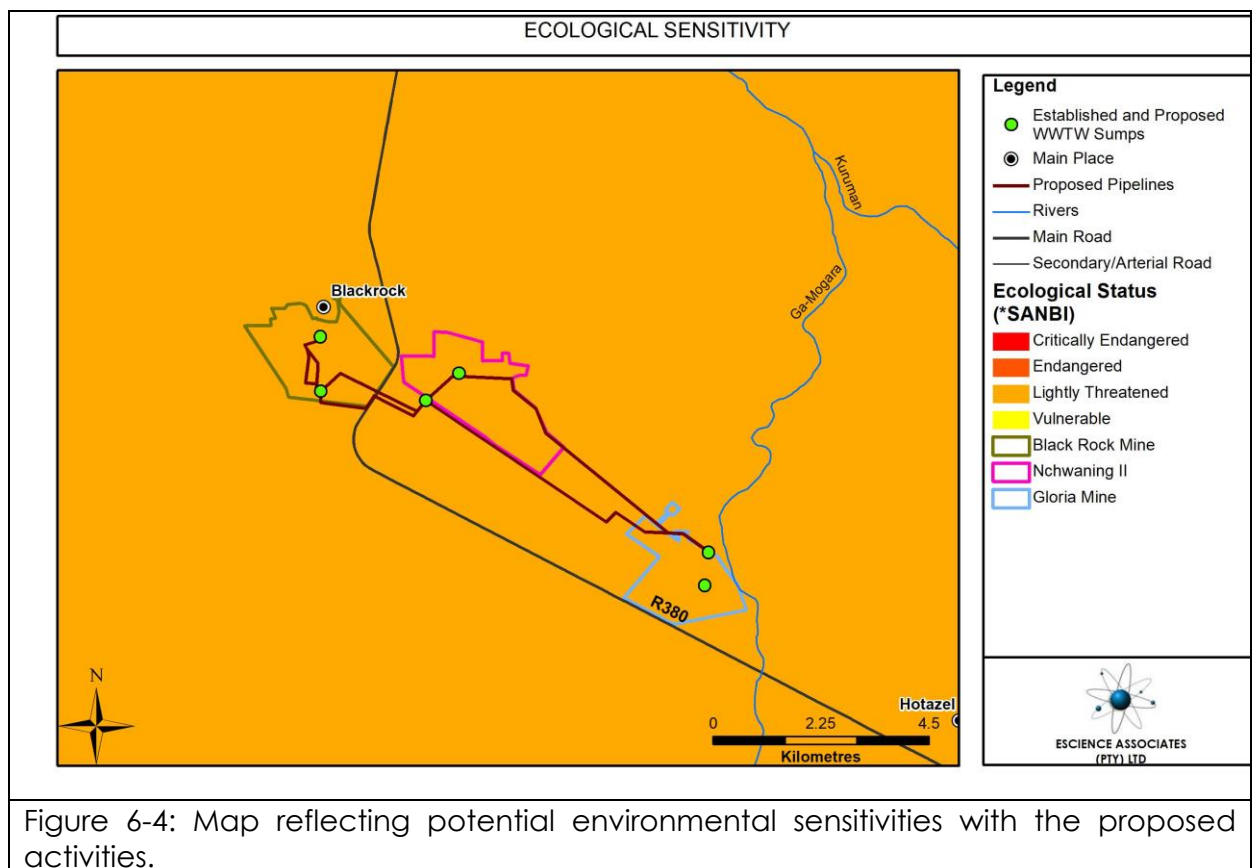 ECOLOGICAL SENSITIVITY
Kuruman
Ga-Mogara
Blackrock
R380
Hotazel
N
0 2.25 4.5
Kilometres
Legend
Established and Proposed
WWTW Sumps
Main Place
Proposed Pipelines
Rivers
Main Road
Secondary/Arterial Road
Ecological Status
(*SANBI)
Critically Endangered
Endangered
Lightly Threatened
Vulnerable
Black Rock Mine
Nchwaning II
Gloria Mine
ESCIENCE ASSOCIATES
(PTY) LTD
Figure 6-4: Map reflecting potential environmental sensitivities with the proposed
activities.